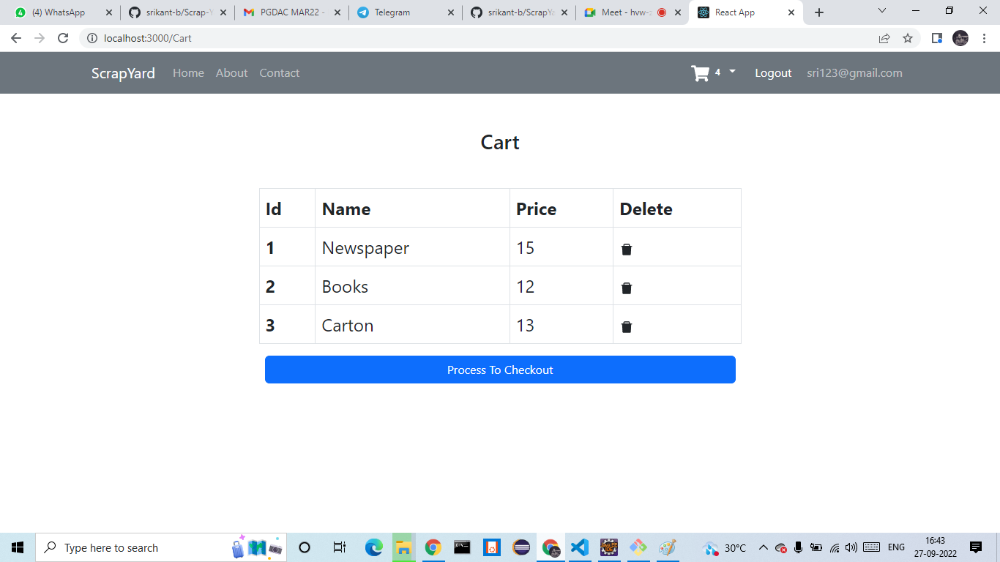 (4) WhatsApp
srikant-b/Scrap-Y
PGDAC MAR22 -
Telegram
srikant-b/ScrapYa
Meet - hvw-z
React App
localhost:3000/Cart
ScrapYard Home About Contact 4 Logout sri123@gmail.com
Cart
Id Name Price Delete
1 Newspaper 15
2 Books 12
3 Carton 13
Process To Checkout
Type here to search
30°C
ENG
16:43
27-09-2022